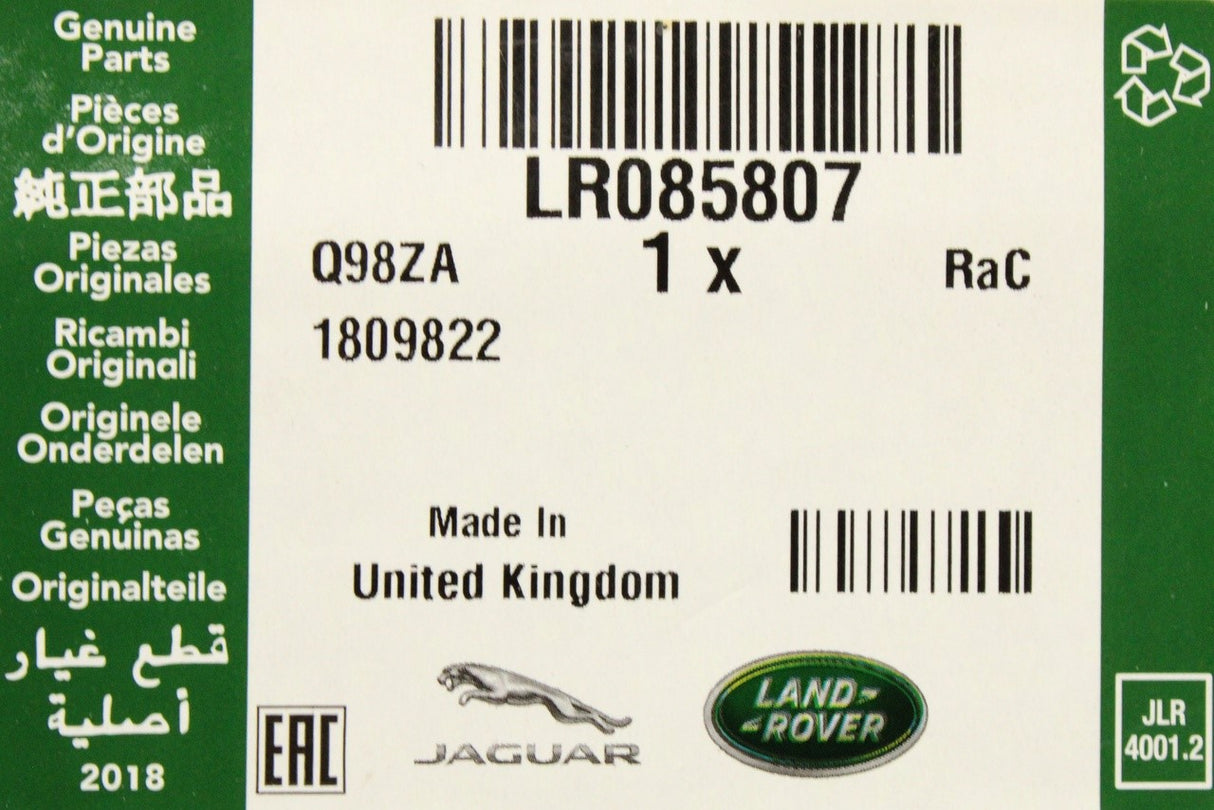 Genuine
Parts
Pièces
d'Origine
純正部品
Piezas
Originales
Ricambi
Originali
Originele
Onderdelen
Peças
Genuinas
Originalteile
قطع غيار
أصلية
2018
LR085807
Q98ZA 1 x RaC
1809822
Made In
United Kingdom
EAC
JAGUAR
LAND-
-ROVER
JLR
4001.2